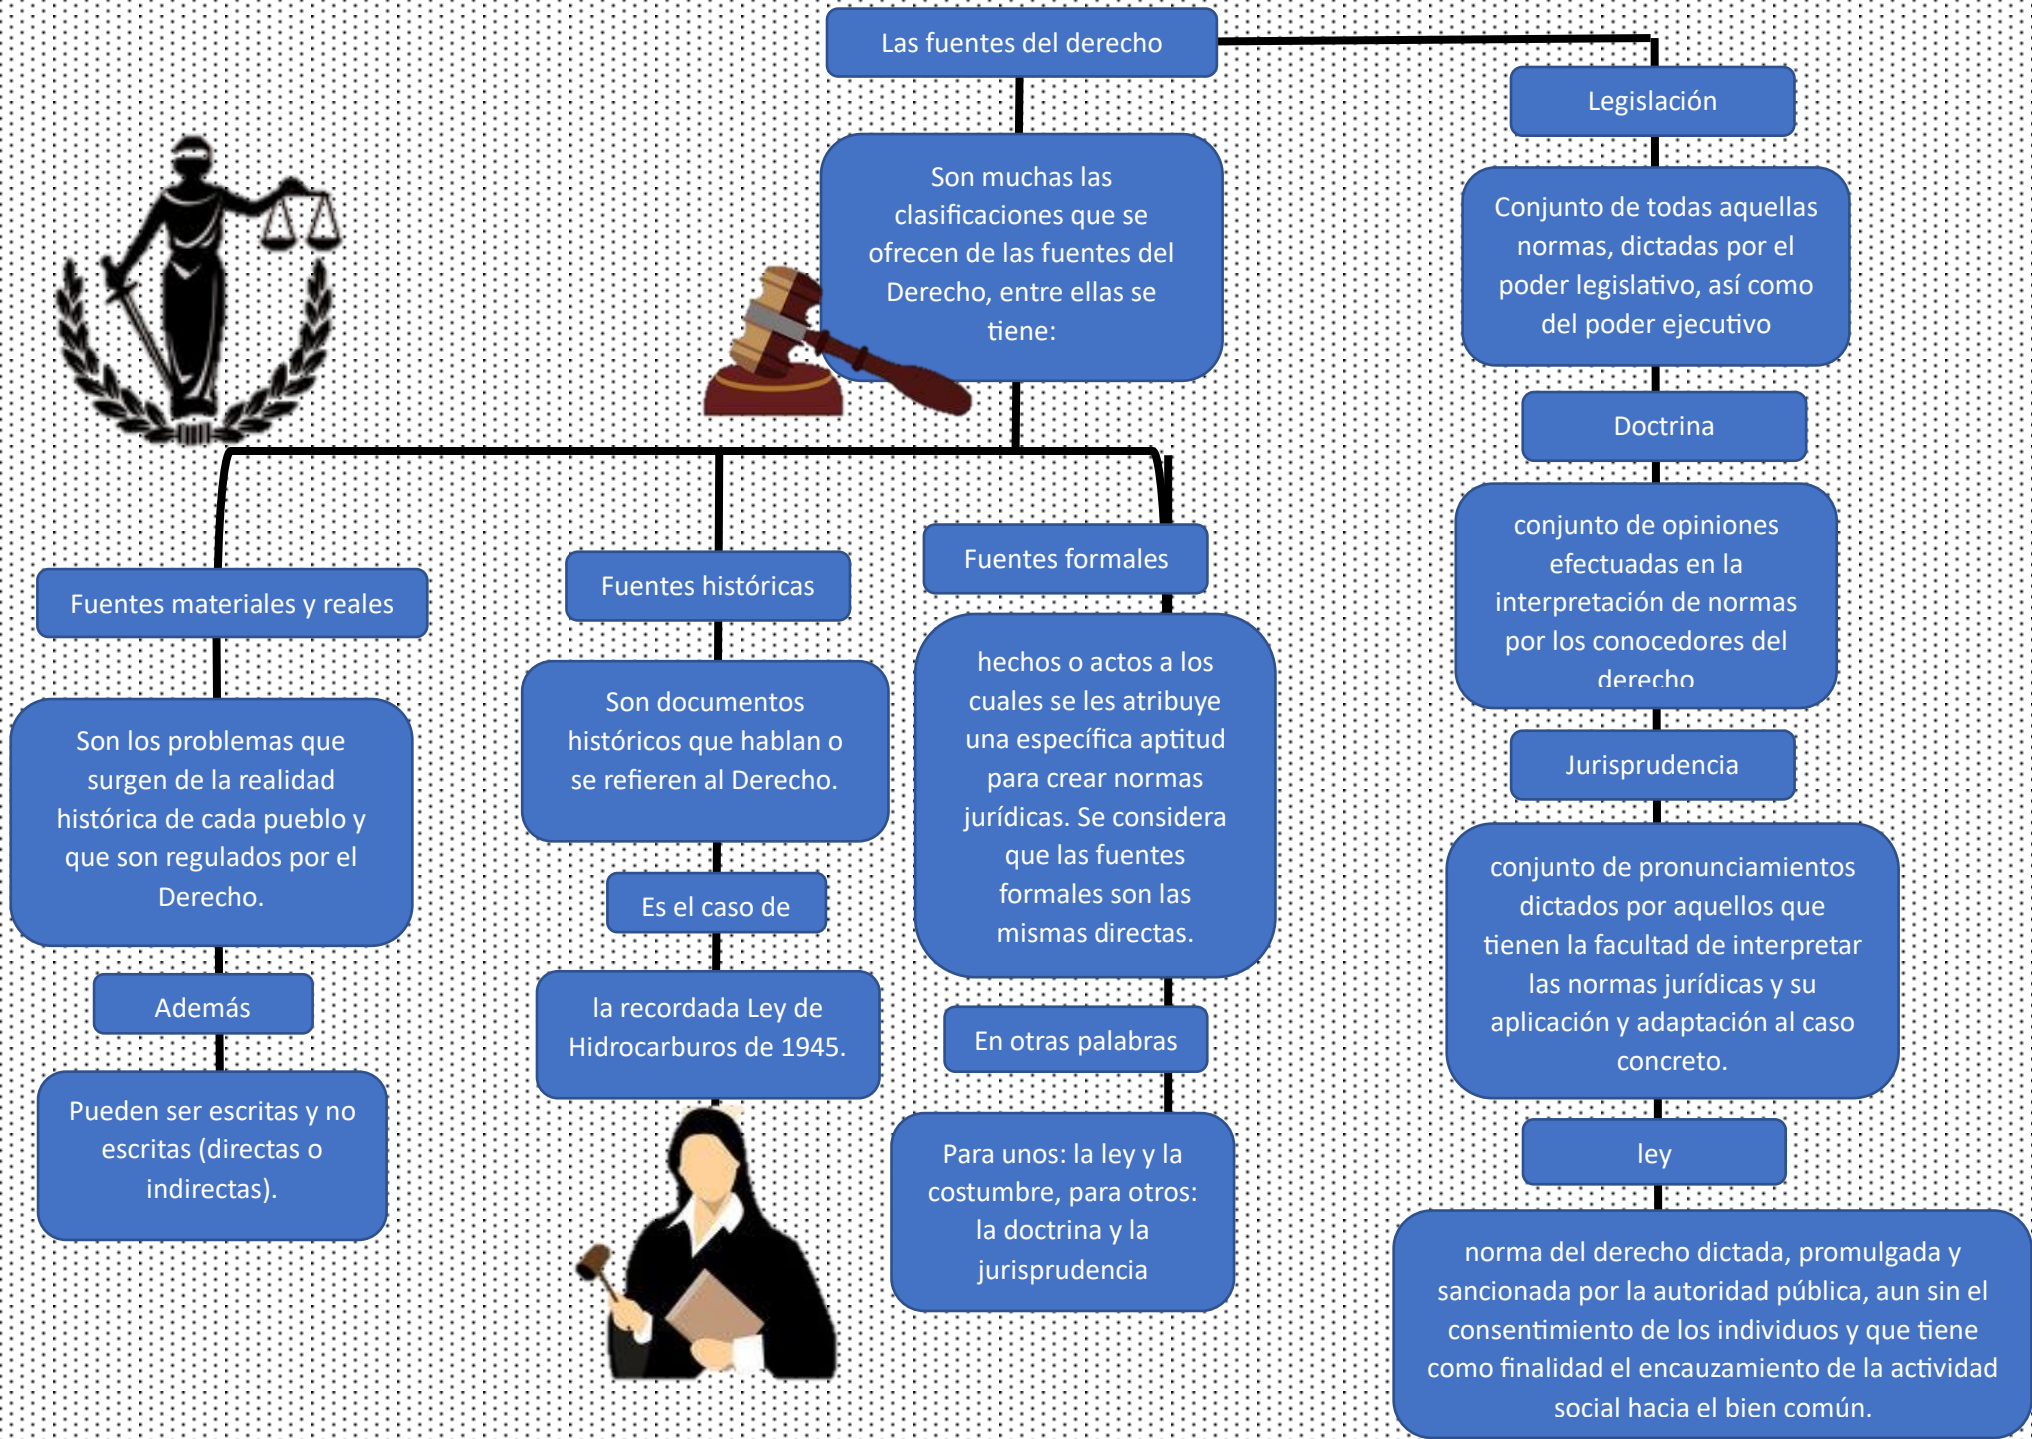 Las fuentes del derecho
Son muchas las
clasificaciones que se
ofrecen de las fuentes del
Derecho, entre ellas se
tiene:
Fuentes materiales y reales
Son los problemas que
surgen de la realidad
histórica de cada pueblo y
que son regulados por el
Derecho.
Además
Pueden ser escritas y no
escritas (directas o
indirectas).
Fuentes históricas
Son documentos
históricos que hablan o
se refieren al Derecho.
Es el caso de
la recordada Ley de
Hidrocarburos de 1945.
Fuentes formales
hechos o actos a los
cuales se les atribuye
una específica aptitud
para crear normas
jurídicas. Se considera
que las fuentes
formales son las
mismas directas.
En otras palabras
Para unos: la ley y la
costumbre, para otros:
la doctrina y la
jurisprudencia
Legislación
Conjunto de todas aquellas
normas, dictadas por el
poder legislativo, así como
del poder ejecutivo
Doctrina
conjunto de opiniones
efectuadas en la
interpretación de normas
por los conocedores del
derecho
Jurisprudencia
conjunto de pronunciamientos
dictados por aquellos que
tienen la facultad de interpretar
las normas jurídicas y su
aplicación y adaptación al caso
concreto.
ley
norma del derecho dictada, promulgada y
sancionada por la autoridad pública, aun sin el
consentimiento de los individuos y que tiene
como finalidad el encauzamiento de la actividad
social hacia el bien común.